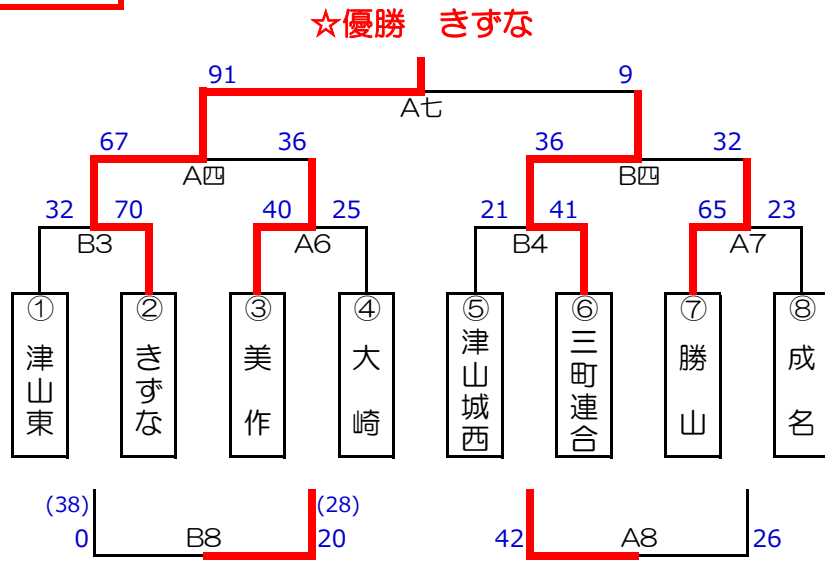 ☆優勝　きずな
91 9
A七
67 36 36 32
A四 B四
32 70 40 25 21 41 65 23
B3 A6 B4 A7
① ② ③ ④ ⑤ ⑥ ⑦ ⑧
津山東
きずな
美作
大崎
津山城西
三町連合
勝山
成名
(38) (28)
0 B8 20 42 A8 26